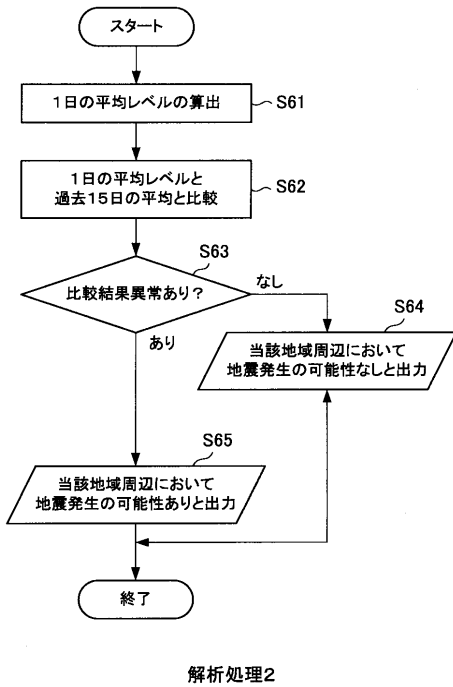 スタート
1日の平均レベルの算出
S61
1日の平均レベルと
過去15日の平均と比較
S62
S63
比較結果異常あり？
なし
あり
S64
当該地域周辺において
地震発生の可能性なしと出力
S65
当該地域周辺において
地震発生の可能性ありと出力
終了
解析処理2